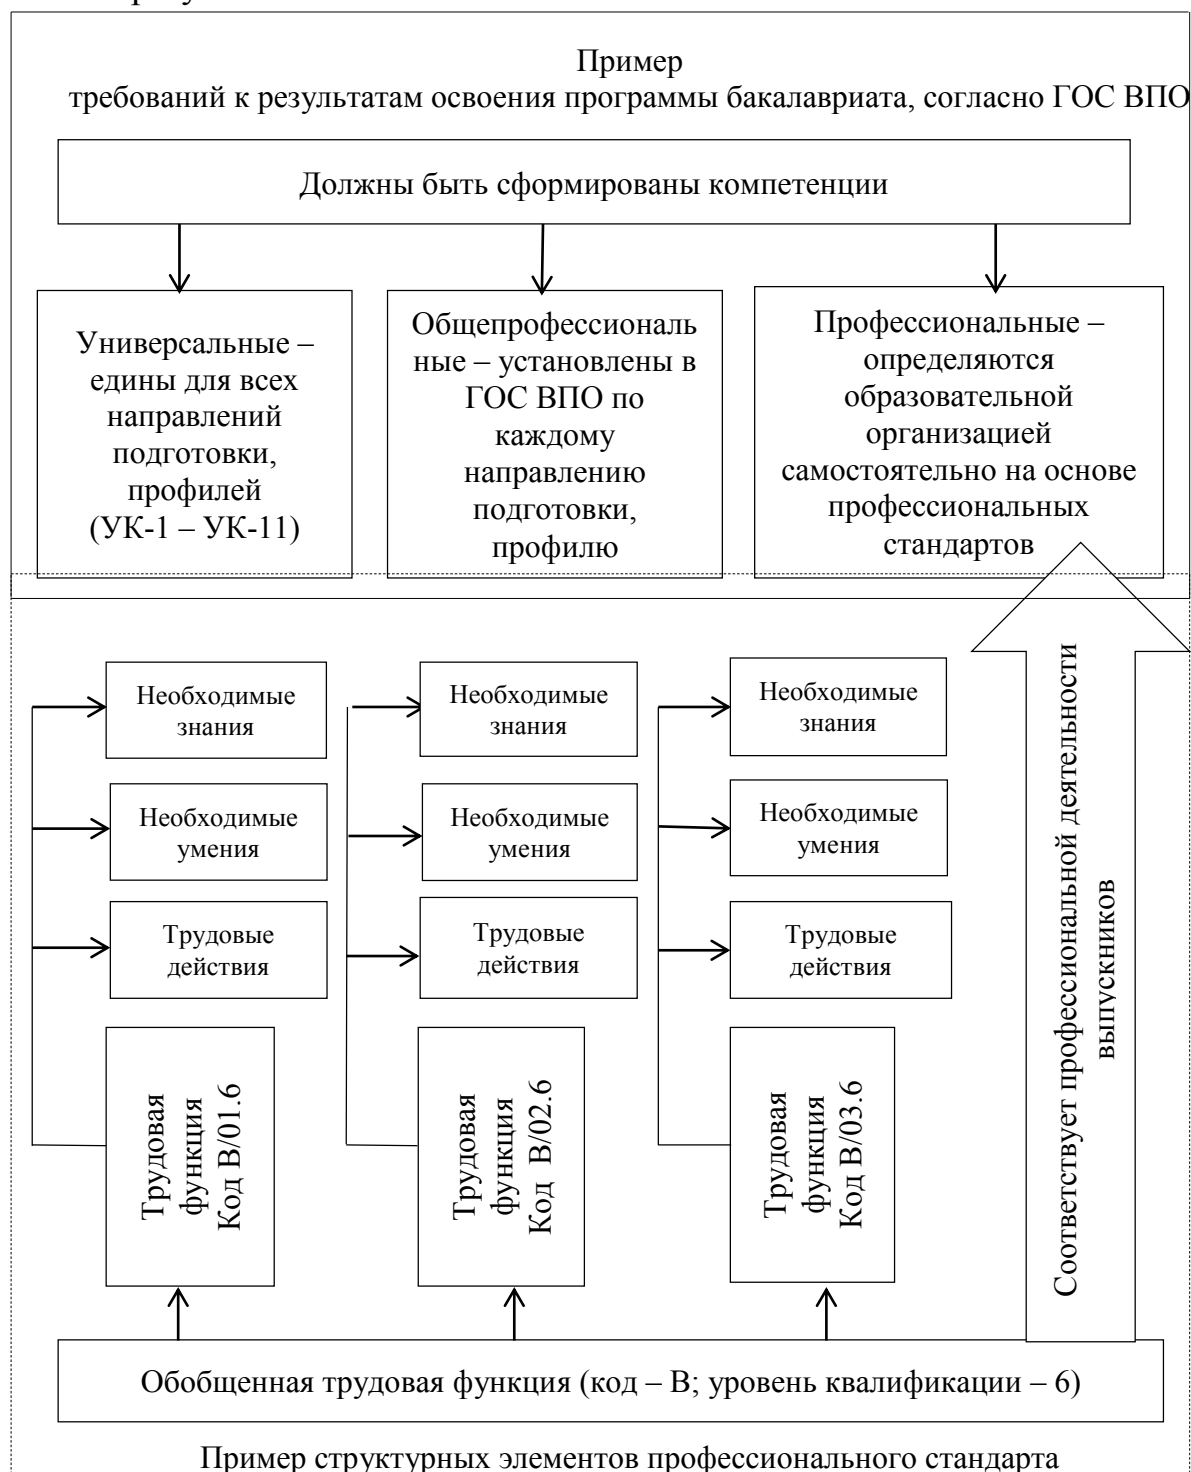 Пример
требований к результатам освоения программы бакалавриата, согласно ГОС ВПО
Должны быть сформированы компетенции
Универсальные –
едины для всех
направлений
подготовки,
профилей
(УК-1 – УК-11)
Общепрофессиональ
ные – установлены в
ГОС ВПО по
каждому
направлению
подготовки,
профилю
Профессиональные –
определяются
образовательной
организацией
самостоятельно на основе
профессиональных
стандартов
Необходимые
знания
Необходимые
знания
Необходимые
знания
Необходимые
умения
Необходимые
умения
Необходимые
умения
Трудовые
действия
Трудовые
действия
Трудовые
действия
Трудовая
функция
Код В/01.6
Трудовая
функция
Код В/02.6
Трудовая
функция
Код В/03.6
Соответствует профессиональной деятельности
выпускников
Обобщенная трудовая функция (код – В; уровень квалификации – 6)
Пример структурных элементов профессионального стандарта